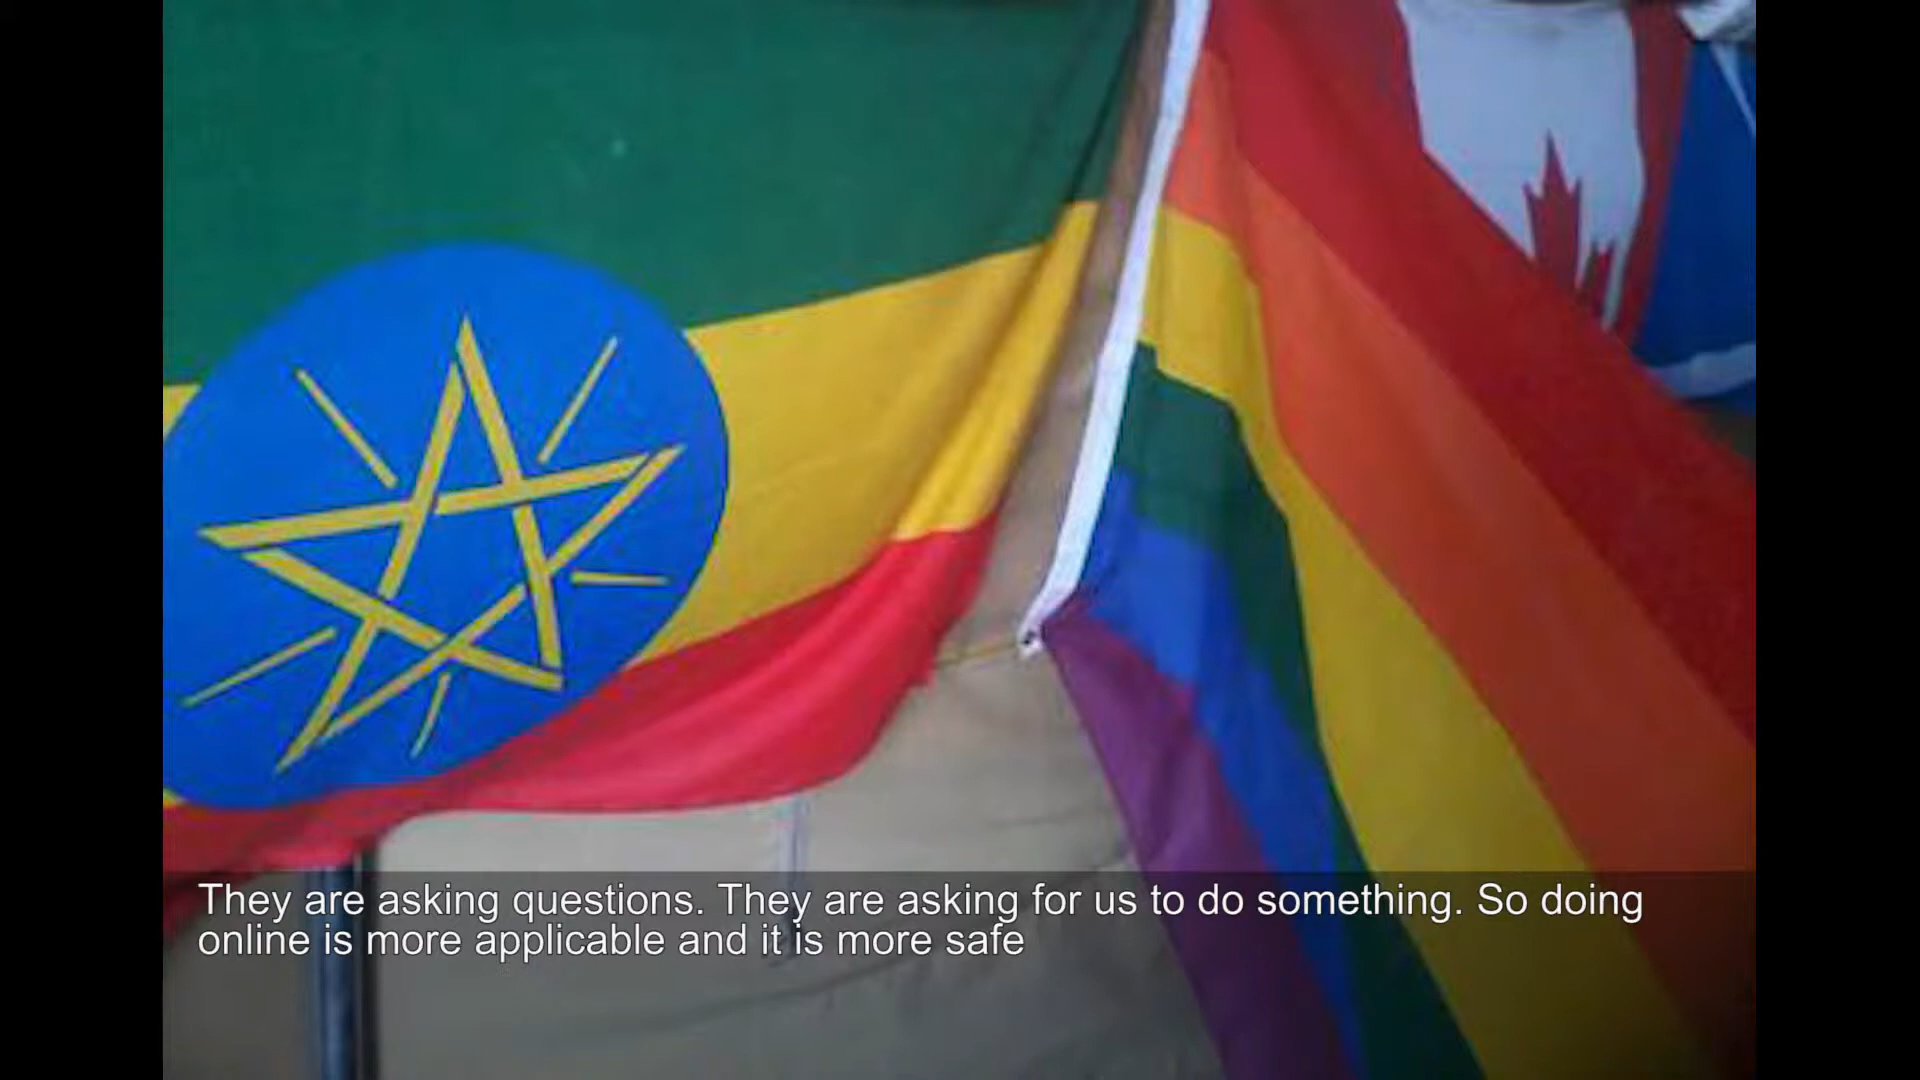 They are asking questions. They are asking for us to do something. So doing
online is more applicable and it is more safe